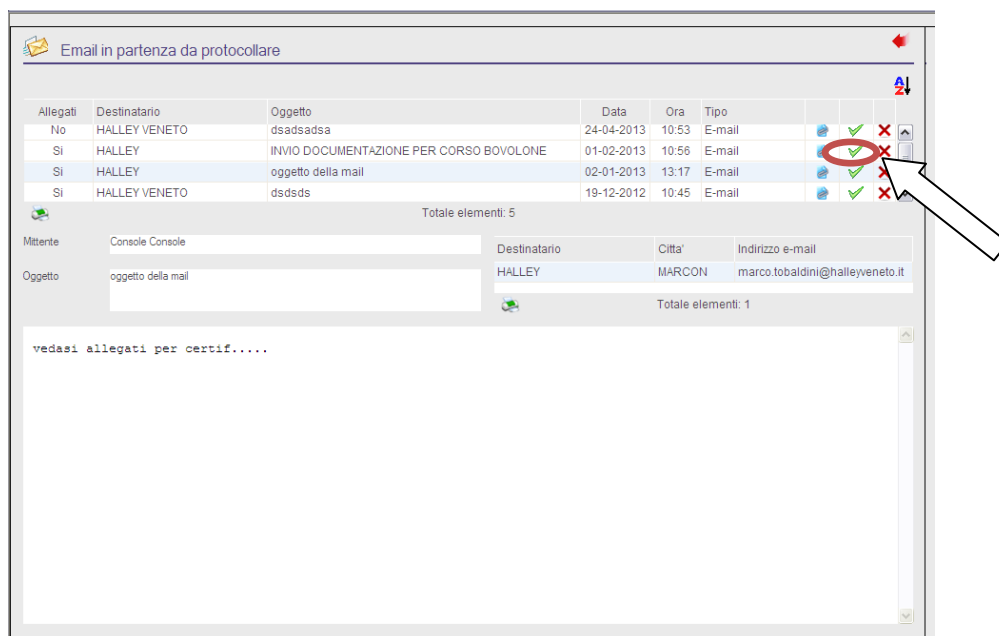 Email in partenza da protocollare
Allegati Destinatario Oggetto Data Ora Tipo
No HALLEY VENETO dsadsadsa 24-04-2013 10:53 E-mail
Si HALLEY INVIO DOCUMENTAZIONE PER CORSO BOVOLONE 01-02-2013 10:56 E-mail
Si HALLEY oggetto della mail 02-01-2013 13:17 E-mail
Si HALLEY VENETO dsdsds 19-12-2012 10:45 E-mail
Totale elementi: 5
Mittente Console Console
Oggetto oggetto della mail
Destinatario Citta' Indirizzo e-mail
HALLEY MARCON marco.tobaldini@halleyveneto.it
Totale elementi: 1
vedasi allegati per certif.....